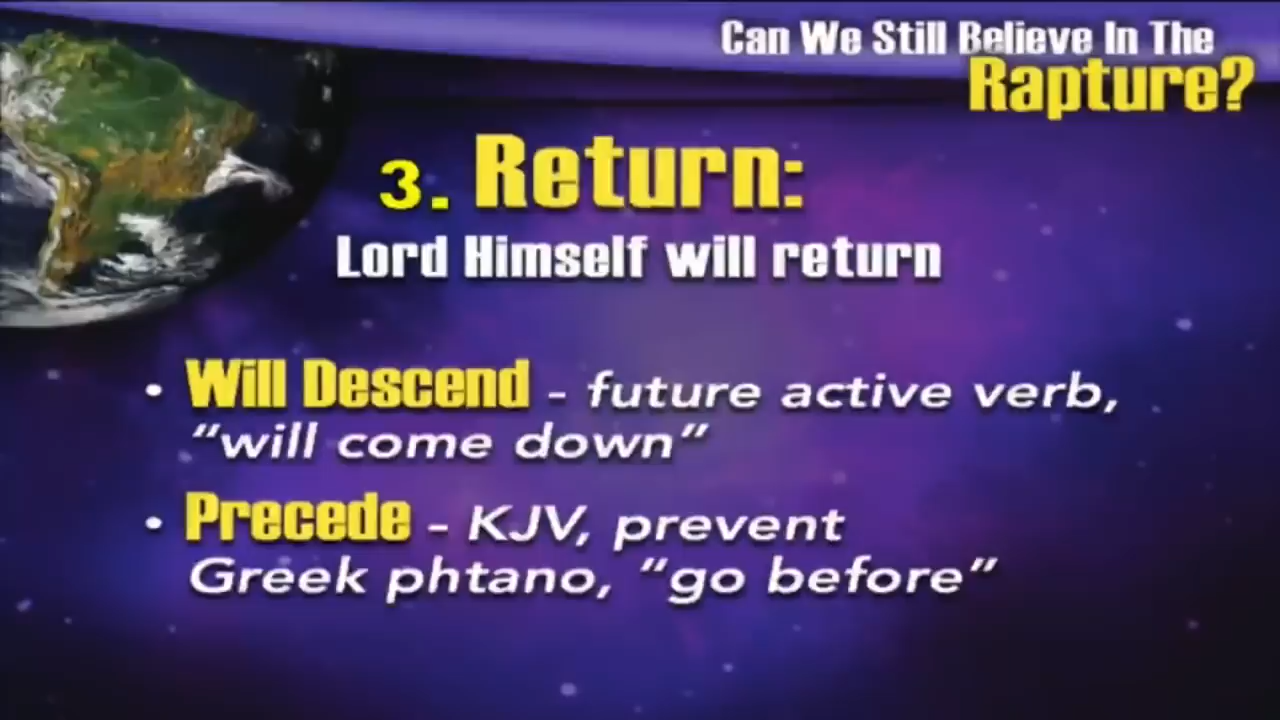 Can We Still Believe In The
Rapture?
3. Return:
Lord Himself will return
• Will Descend - future active verb,
“will come down”
• Precede - KJV, prevent
Greek phtano, “go before”